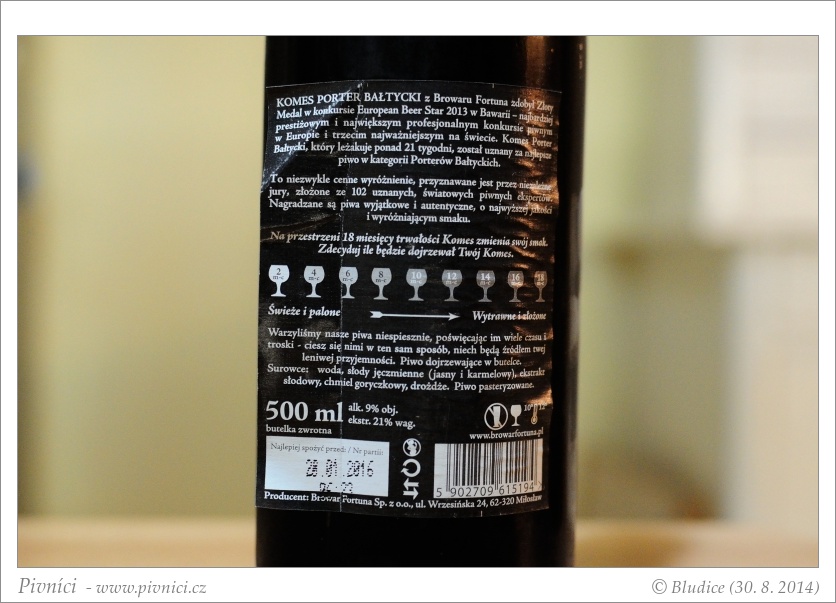 KOMES PORTER BAŁTYCKI z Browaru Fortuna zdobył Złoty
Medal w konkursie European Beer Star 2013 w Bawarii – najbardziej
prestiżowym i największym profesjonalnym konkursie piwnym
w Europie i trzecim najważniejszym na świecie. Komes Porter
Bałtycki, który leżakuje ponad 21 tygodni, został uznany za najlepsze
piwo w kategorii Porterów Bałtyckich.
To niezwykle cenne wyróżnienie, przyznawane jest przez niezależne
jury, złożone ze 102 uznanych, światowych piwnych ekspertów.
Nagradzane są piwa wyjątkowe i autentyczne, o najwyższej jakości
i wyróżniającym smaku.
Na przestrzeni 18 miesięcy trwałości Komes zmienia swój smak.
Zdecyduj ile będzie dojrzewał Twój Komes.
2 4 6 8 10 12 14 16 18
m-c m-c m-c m-c m-c m-c m-c m-c m-c
Świeże i palone Wytrawne i złożone
Warzyliśmy nasze piwa niespiesznie, poświęcając im wiele czasu i
troski - ciesz się nimi w ten sam sposób, niech będą źródłem twej
leniwej przyjemności. Piwo dojrzewające w butelce.
Surowce: woda, słody jęczmienne (jasny i karmelowy), ekstrakt
słodowy, chmiel goryczkowy, drożdże. Piwo pasteryzowane.
500 ml alk. 9% obj.
ekstr. 21% wag.
butelka zwrotna
10° 12°
www.browarfortuna.pl
Najlepiej spożyć przed: / Nr partii:
20.01.2016
5 902709 615194
Producent: Browar Fortuna Sp. z o.o., ul. Wrzesińska 24, 62-320 Miłosław
Pivníci - www.pivnici.cz
© Bludice (30. 8. 2014)